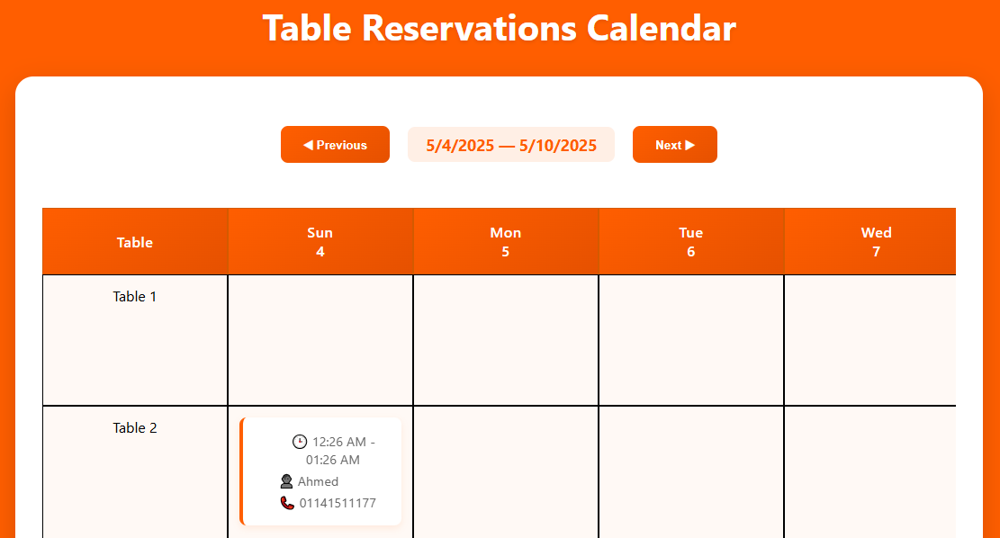 Table Reservations Calendar
◀ Previous
5/4/2025 — 5/10/2025
Next ▶
Table
Sun
4
Mon
5
Tue
6
Wed
7
Table 1
Table 2
12:26 AM -
01:26 AM
Ahmed
01141511177